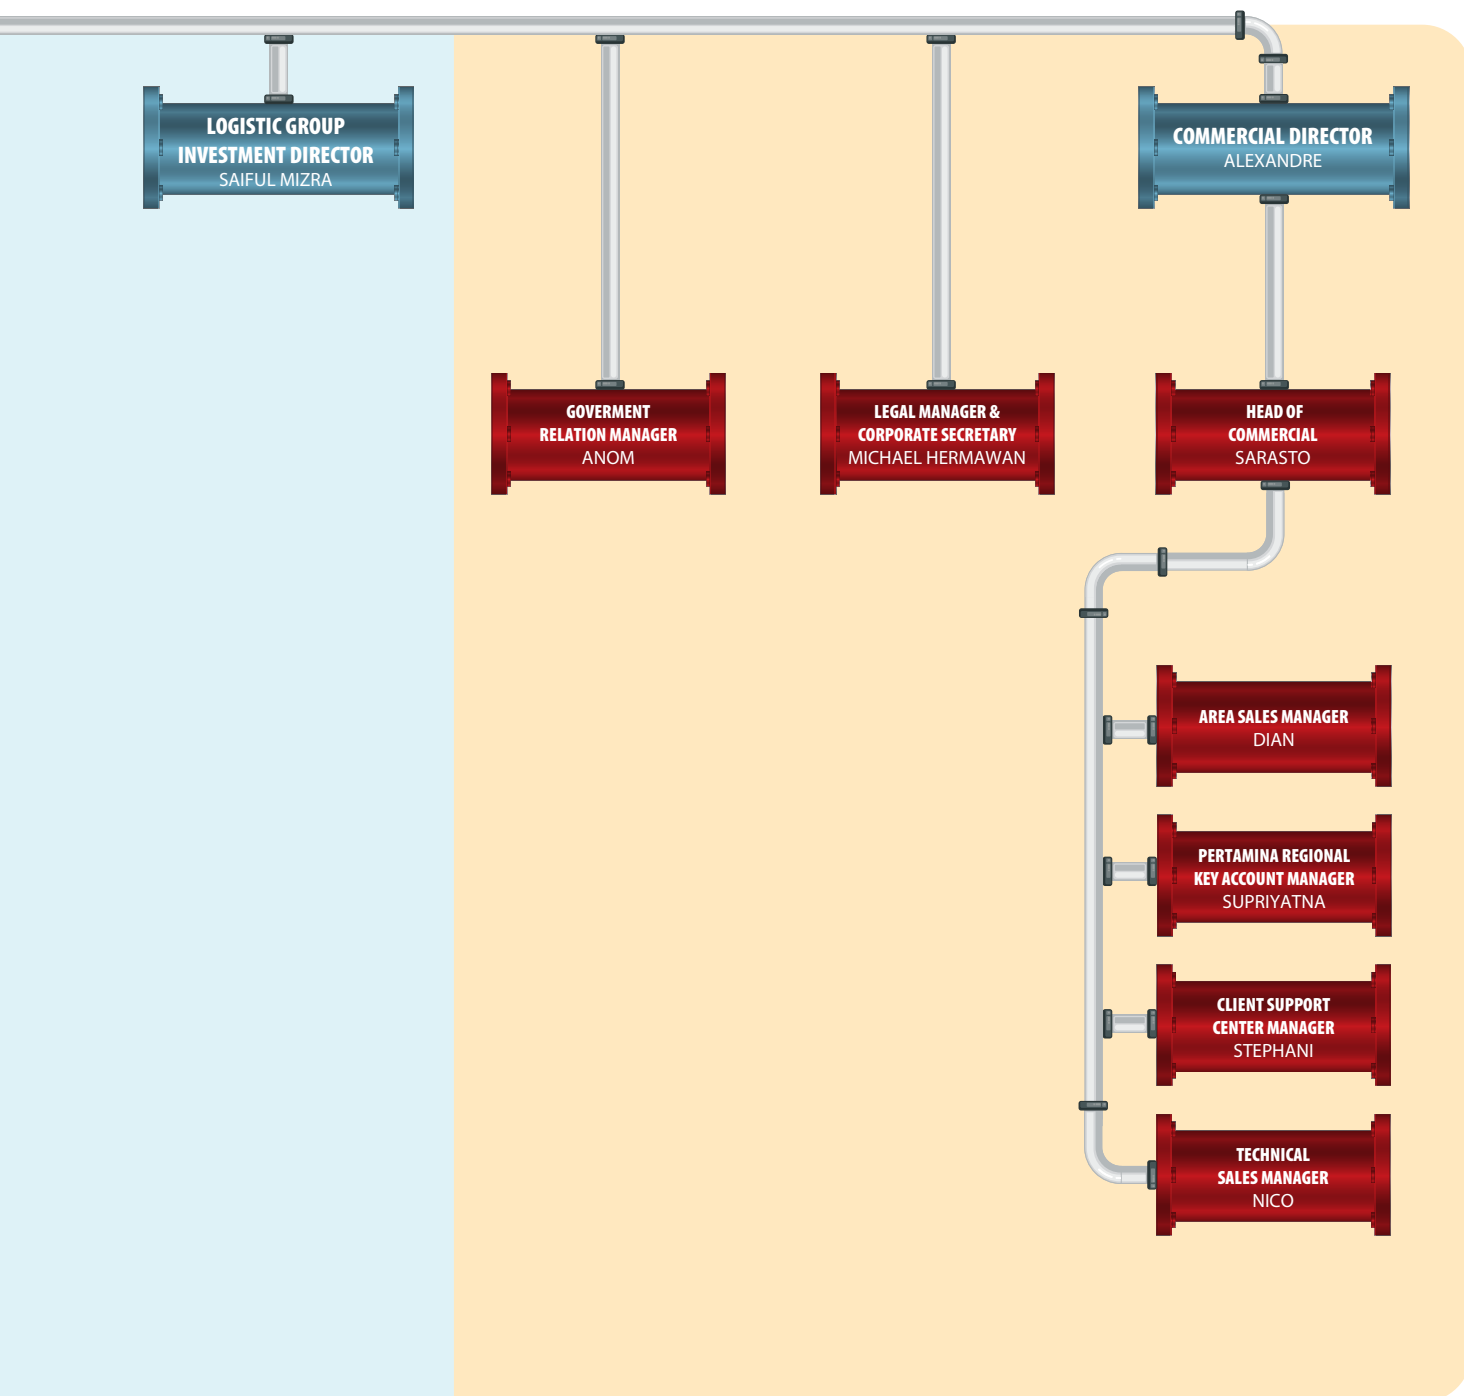 LOGISTIC GROUP
INVESTMENT DIRECTOR
SAIFUL MIZRA
COMMERCIAL DIRECTOR
ALEXANDRE
GOVERMENT
RELATION MANAGER
ANOM
LEGAL MANAGER &
CORPORATE SECRETARY
MICHAEL HERMAWAN
HEAD OF
COMMERCIAL
SARASTO
AREA SALES MANAGER
DIAN
PERTAMINA REGIONAL
KEY ACCOUNT MANAGER
SUPRIYATNA
CLIENT SUPPORT
CENTER MANAGER
STEPHANI
TECHNICAL
SALES MANAGER
NICO